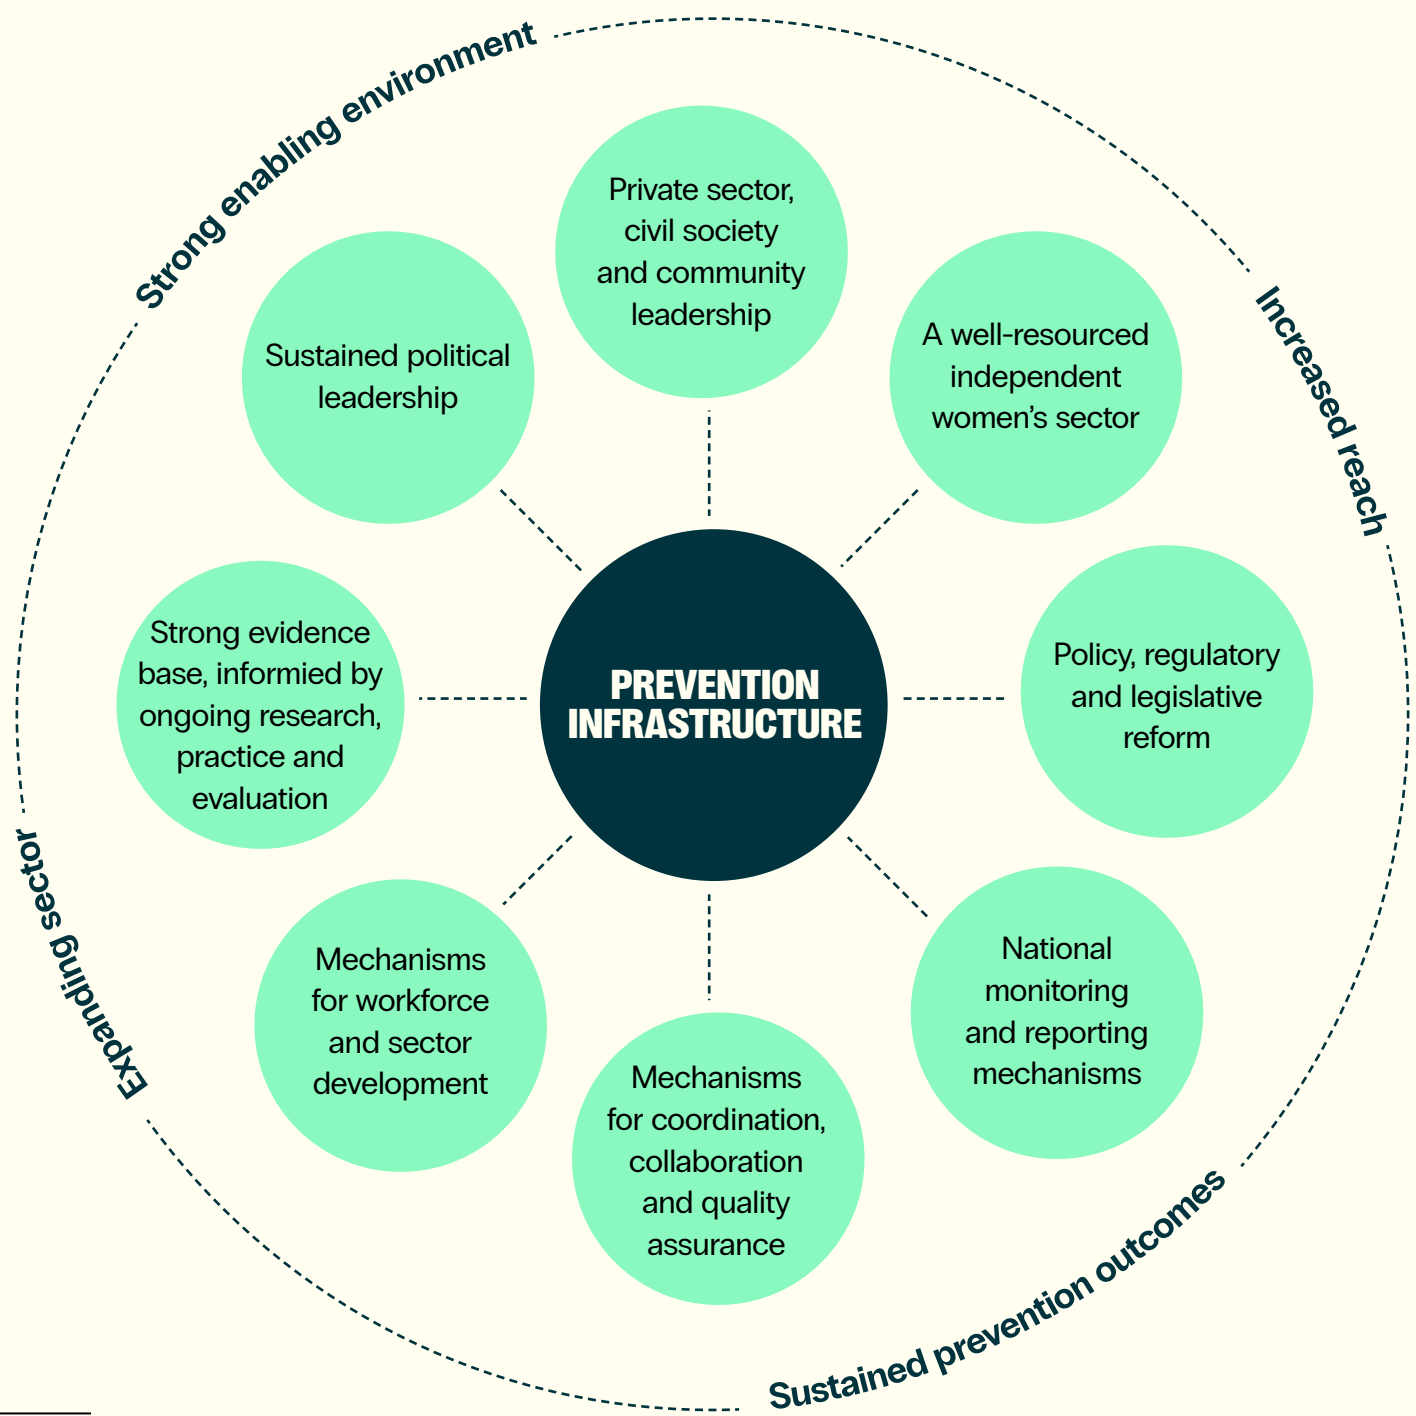 Strong enabling environment
Private sector,
civil society
and community
leadership
Sustained political
leadership
A well-resourced
independent
women’s sector
Increased reach
Strong evidence
base, informied by
ongoing research,
practice and
evaluation
PREVENTION
INFRASTRUCTURE
Policy, regulatory
and legislative
reform
Expanding sector
Mechanisms
for workforce
and sector
development
National
monitoring
and reporting
mechanisms
Mechanisms
for coordination,
collaboration
and quality
assurance
Sustained prevention outcomes